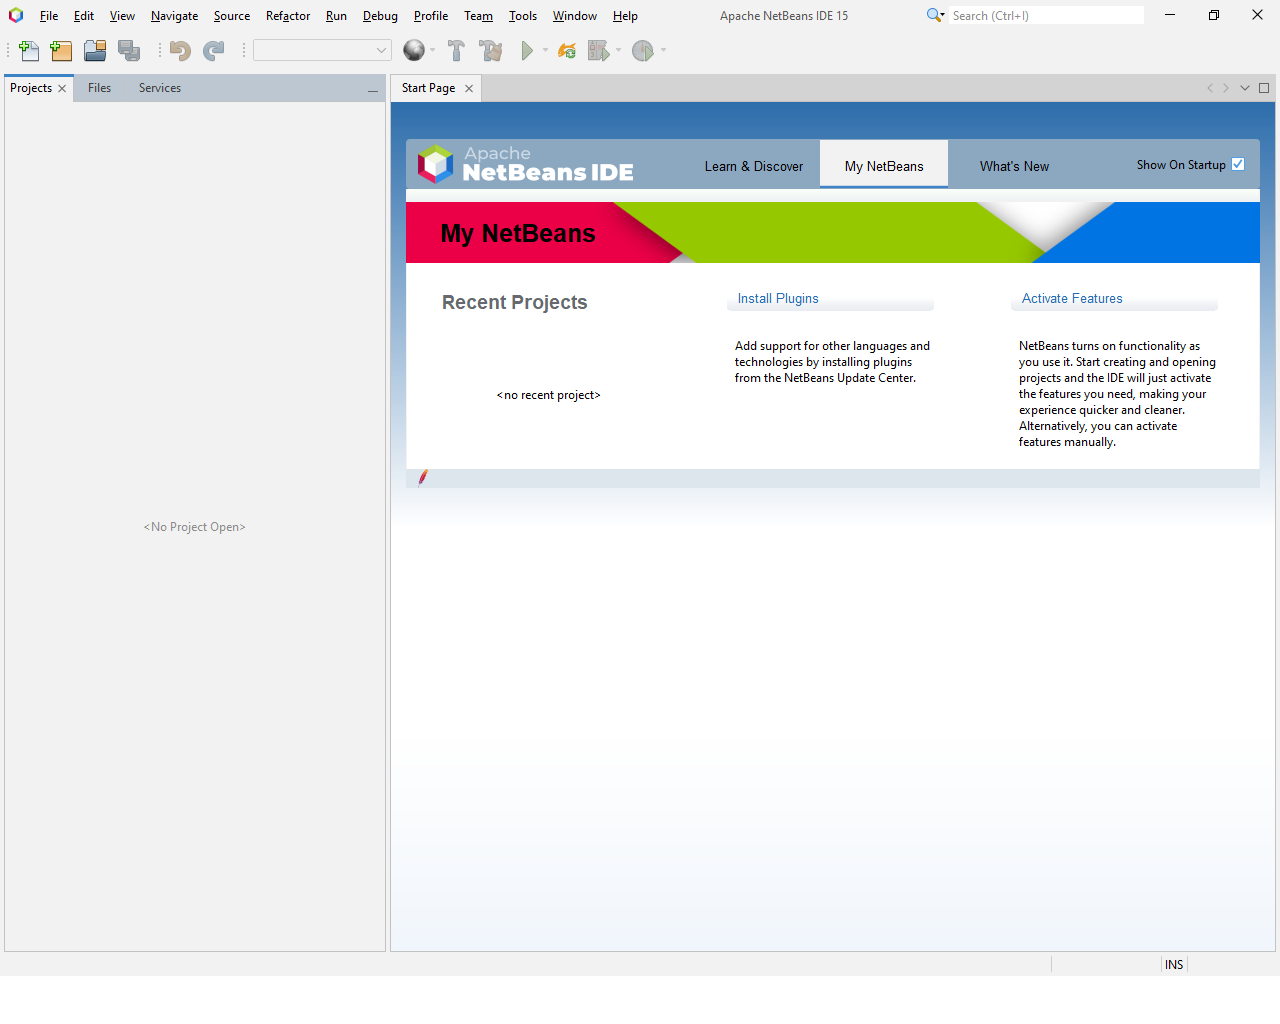 File Edit View Navigate Source Refactor Run Debug Profile Team Tools Window Help Apache NetBeans IDE 15 Search (Ctrl+I)
Projects Files Services Start Page
Apache
NetBeans IDE
Learn & Discover My NetBeans What's New Show On Startup
My NetBeans
Recent Projects
<no recent project>
Install Plugins
Add support for other languages and
technologies by installing plugins
from the NetBeans Update Center.
Activate Features
NetBeans turns on functionality as
you use it. Start creating and opening
projects and the IDE will just activate
the features you need, making your
experience quicker and cleaner.
Alternatively, you can activate
features manually.
<No Project Open>
INS